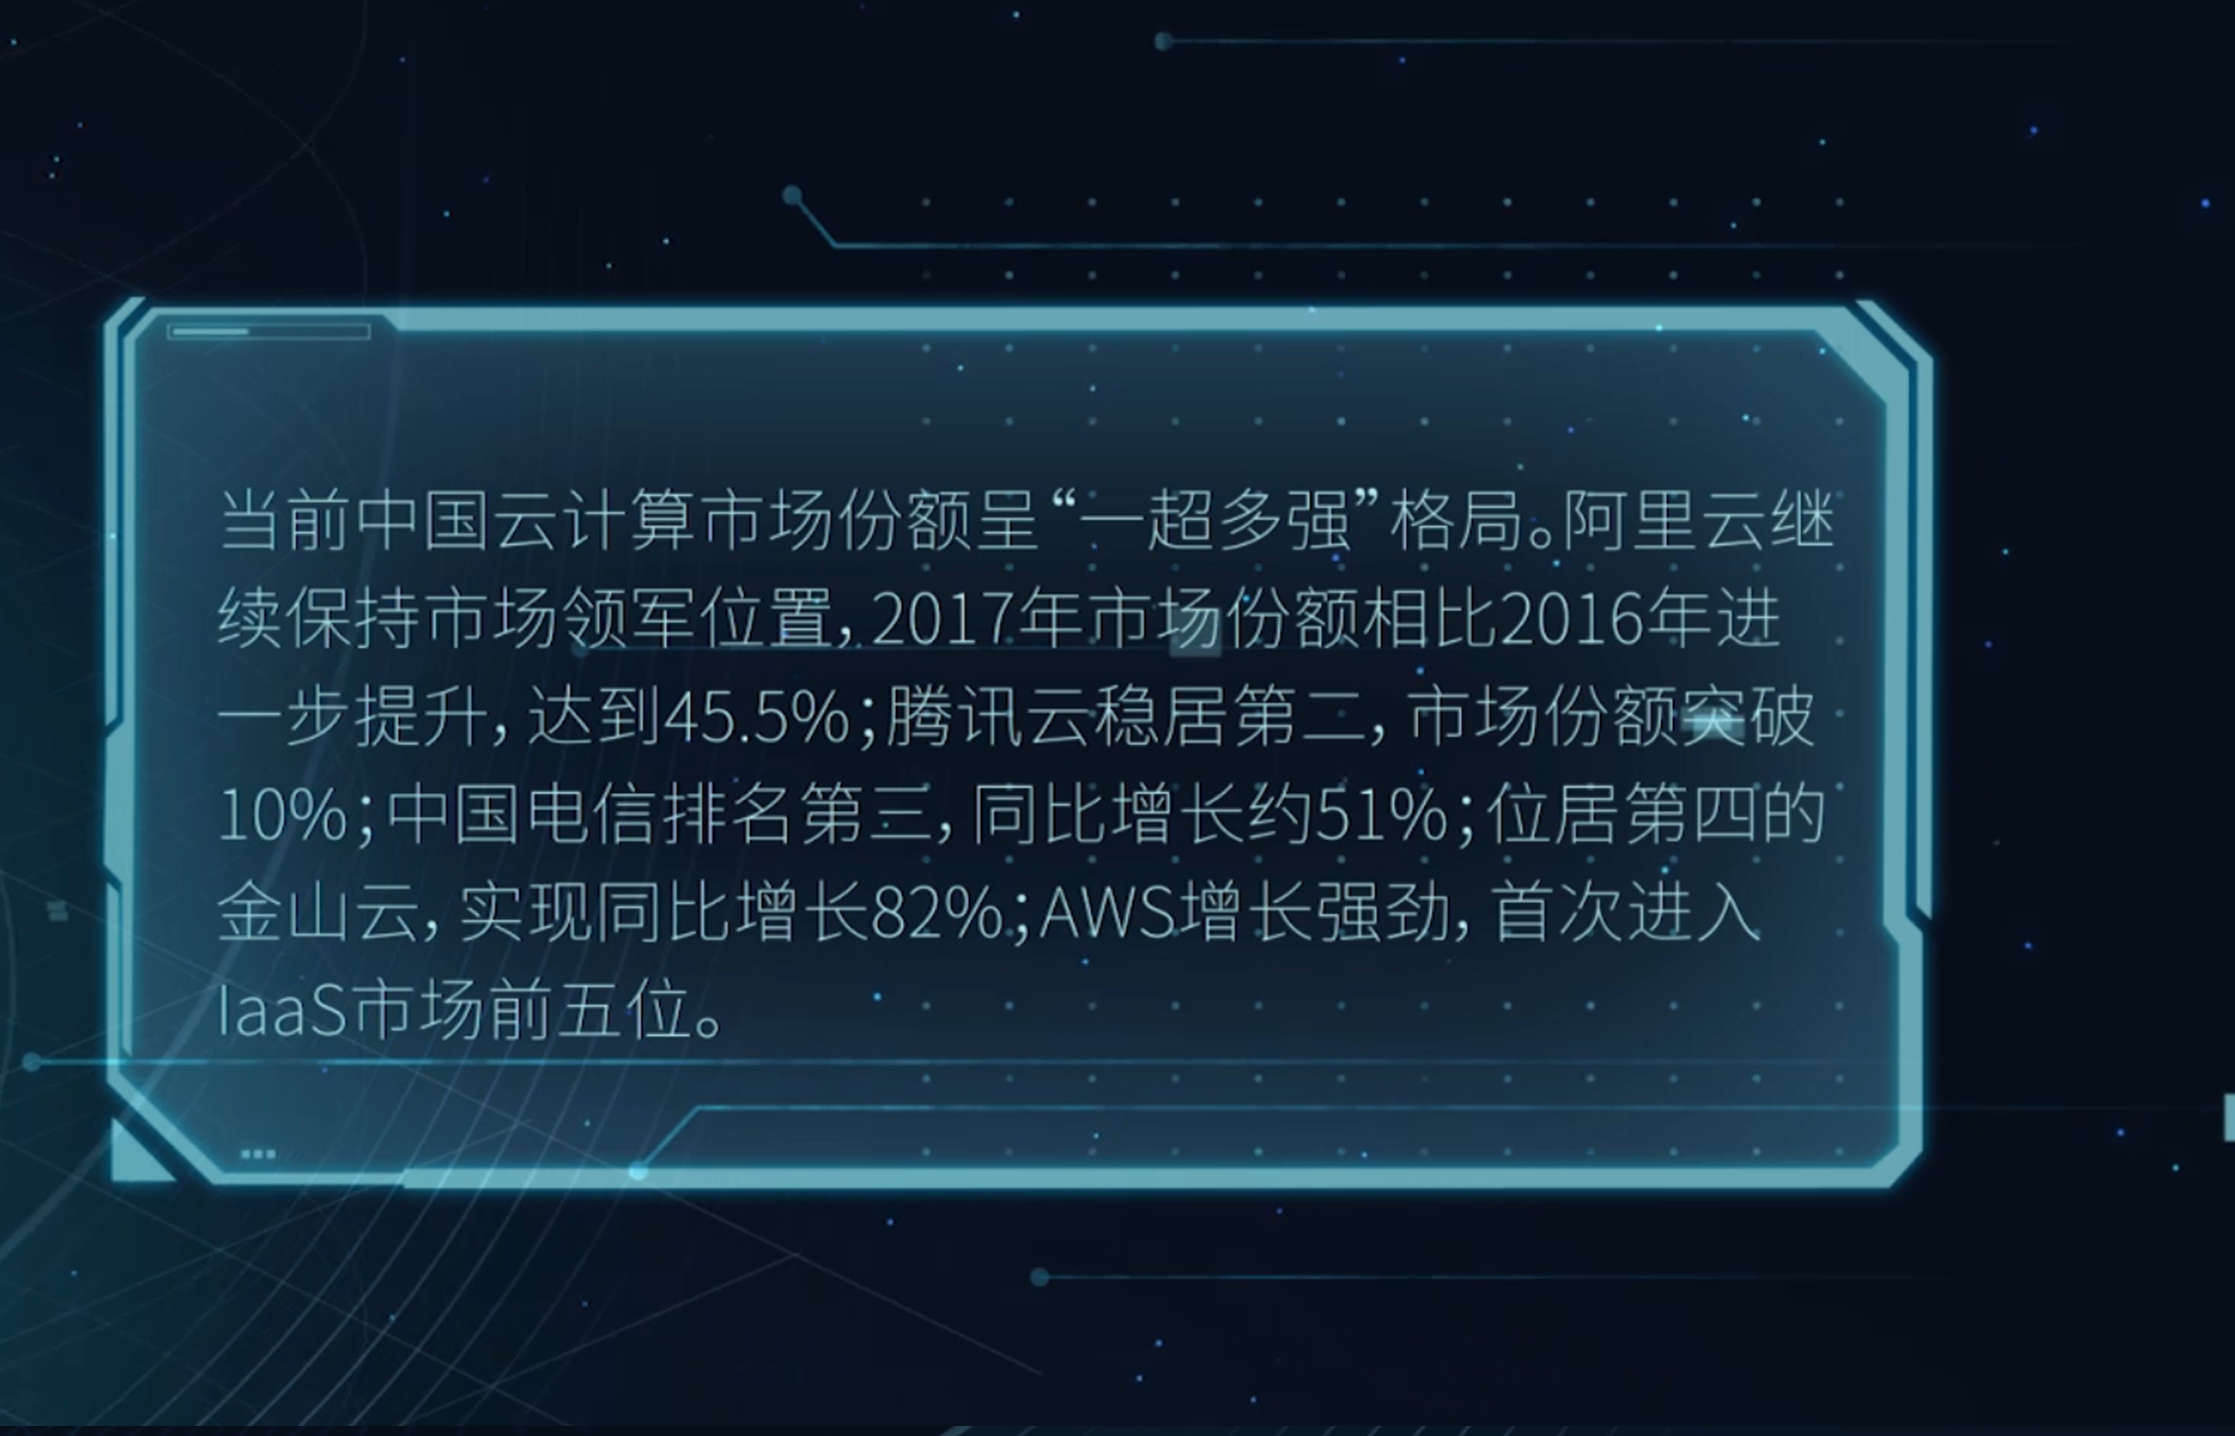 当前中国云计算市场份额呈“一超多强”格局。阿里云继
续保持市场领军位置，2017年市场份额相比2016年进
一步提升，达到45.5%；腾讯云稳居第二，市场份额突破
10%；中国电信排名第三，同比增长约51%；位居第四的
金山云，实现同比增长82%；AWS增长强劲，首次进入
IaaS市场前五位。